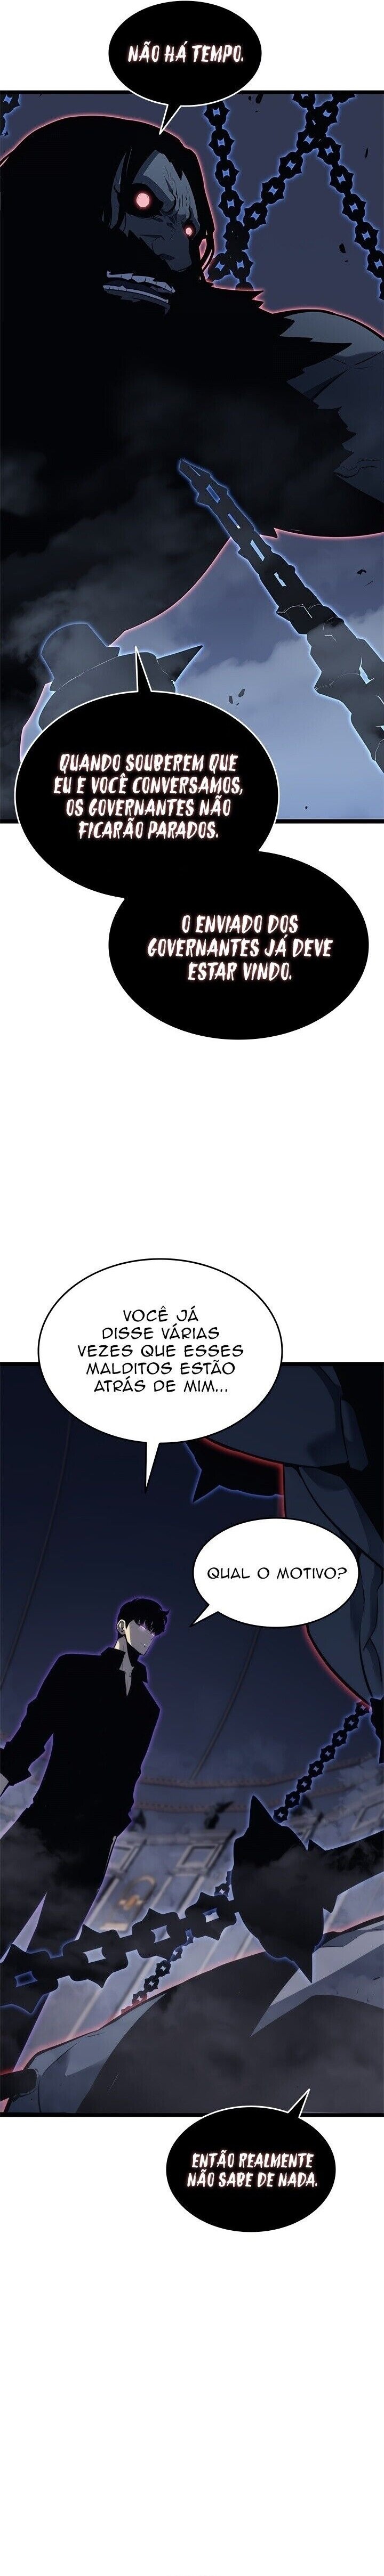 NÃO HÁ TEMPO.
QUANDO SOUBEREM QUE
EU E VOCÊ CONVERSAMOS,
OS GOVERNANTES NÃO
FICARÃO PARADOS.
O ENVIADO DOS
GOVERNANTES JÁ DEVE
ESTAR VINDO.
VOCÊ JÁ
DISSE VÁRIAS
VEZES QUE ESSES
MALDITOS ESTÃO
ATRÁS DE MIM...
QUAL O MOTIVO?
ENTÃO REALMENTE
NÃO SABE DE NADA.